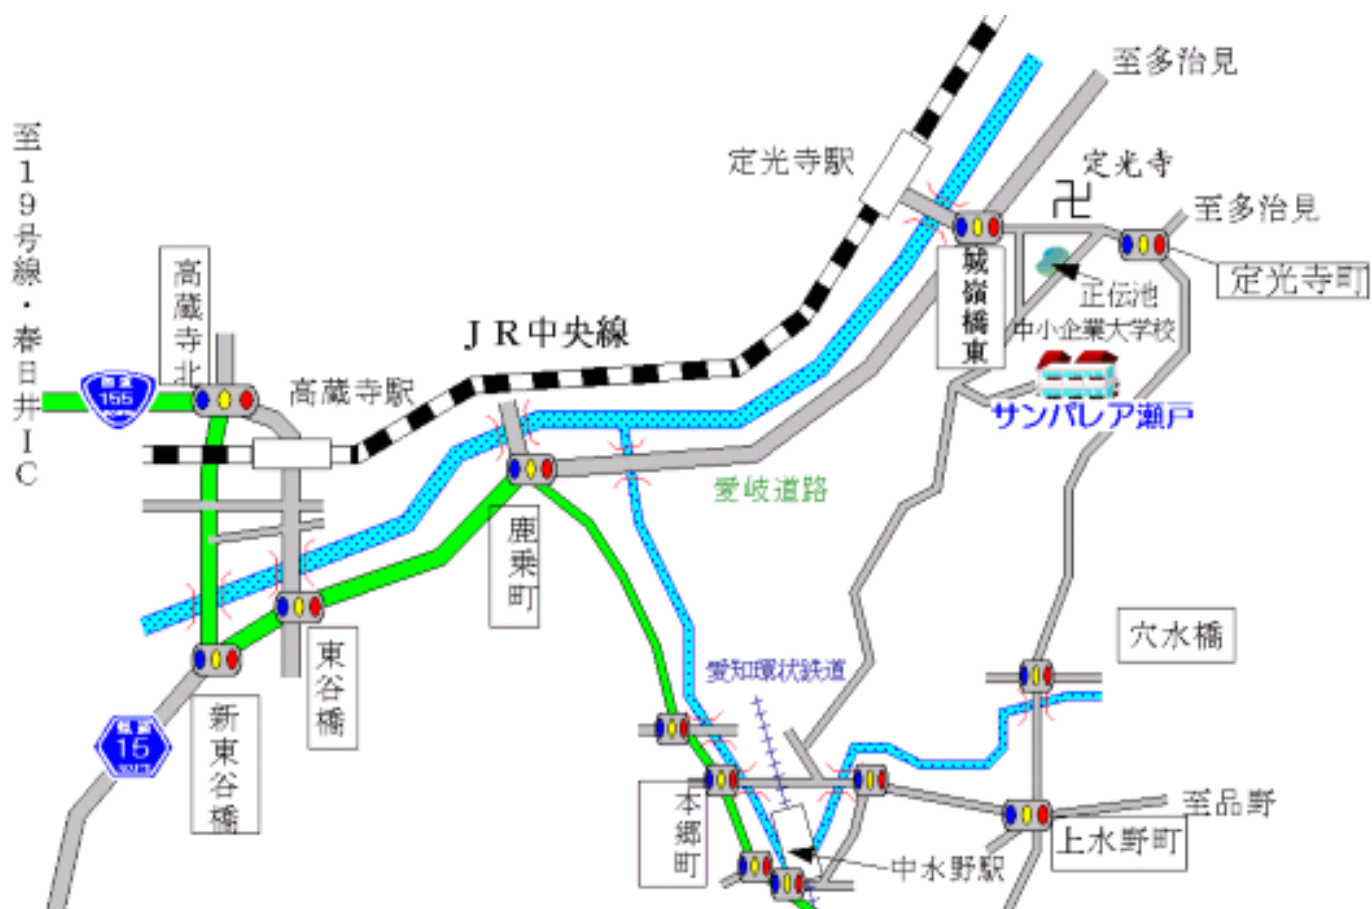 至多治見
至19号線・春日井IC
定光寺駅
定光寺
至多治見
高蔵寺北
城嶺橋東
定光寺町
正伝池
JR中央線
中小企業大学校
高蔵寺駅
155
サンパレア瀬戸
愛岐道路
鹿乗町
東谷橋
穴水橋
愛知環状鉄道
新東谷橋
15
本郷町
至品野
上水野町
中水野駅